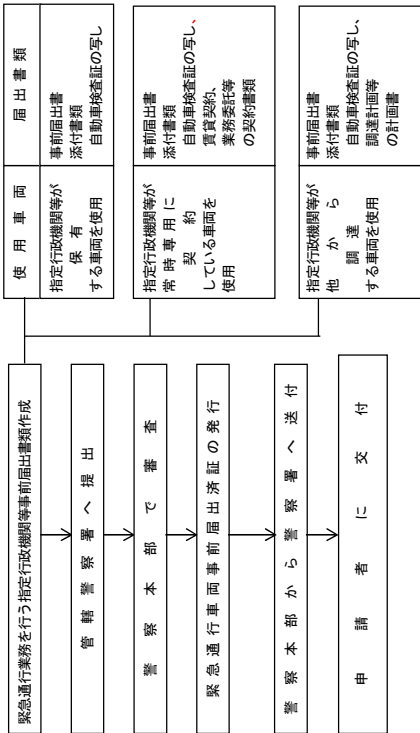 緊急通行業務を行う指定行政機関等事前届出書類作成
管轄警察署へ提出
警察本部で審査
緊急通行車両事前届出済証の発行
警察本部から警察署へ送付
申請者に交付
使用車両
届出書類
指定行政機関等が
保有
する車両を使用
事前届出書
添付書類
自動車検査証の写し
指定行政機関等が
常時専用に
契約
している車両を
使用
事前届出書
添付書類
自動車検査証の写し、
賃貸契約、
業務委託等
の契約書類
指定行政機関等が
他から
調達
する車両を使用
事前届出書
添付書類
自動車検査証の写し、
調達計画等
の計画書